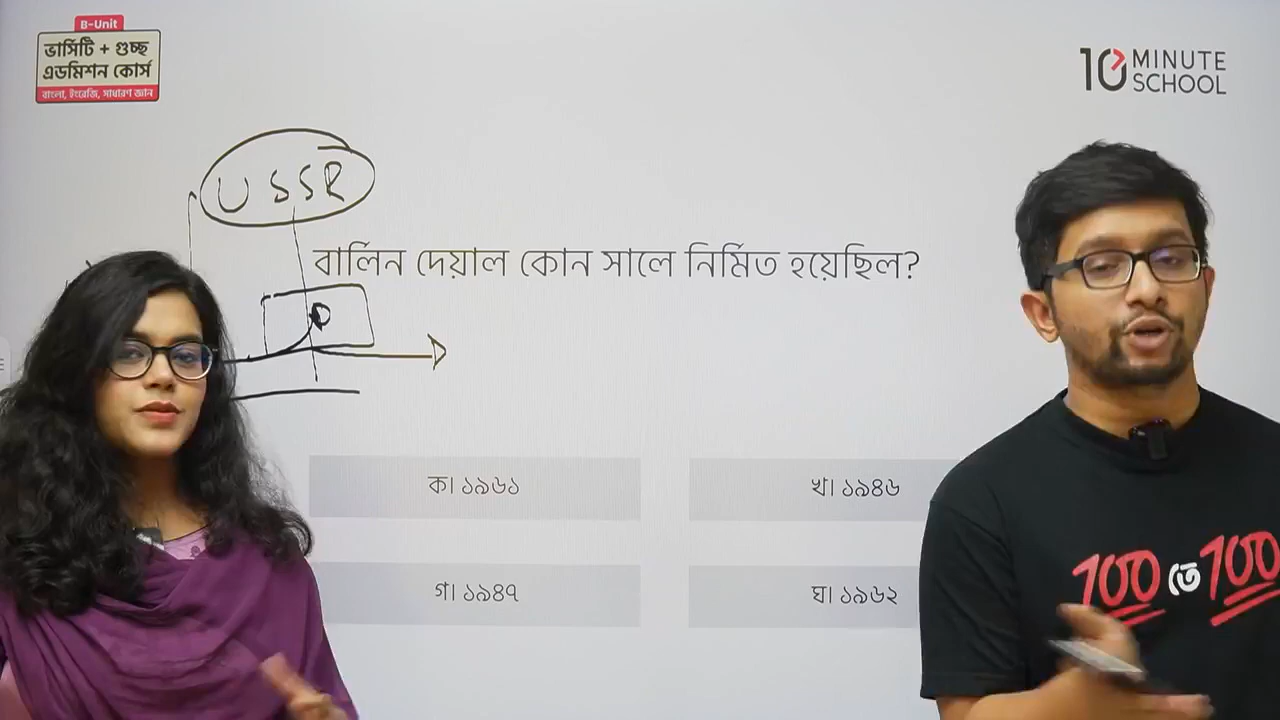 B-Unit
ভার্সিটি + গুচ্ছ
এডমিশন কোর্স
বাংলা, ইংরেজি, সাধারণ জ্ঞান
10 MINUTE
SCHOOL
USSR
বার্লিন দেয়াল কোন সালে নির্মিত হয়েছিল?
ক। ১৯৬১
খ। ১৯৪৬
গ। ১৯৪৭
ঘ। ১৯৬২
100 তে 100